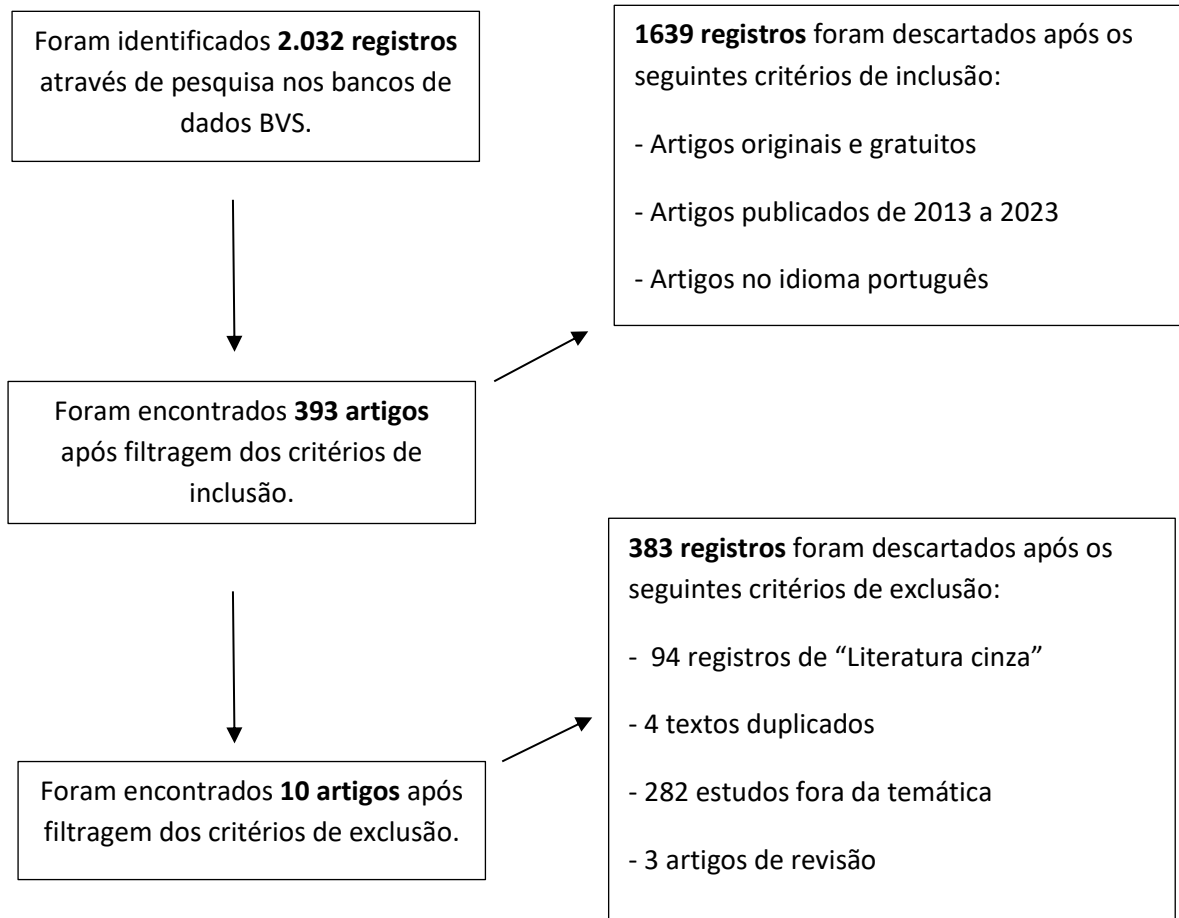 Foram identificados 2.032 registros
através de pesquisa nos bancos de
dados BVS.
1639 registros foram descartados após os
seguintes critérios de inclusão:
- Artigos originais e gratuitos
- Artigos publicados de 2013 a 2023
- Artigos no idioma português
Foram encontrados 393 artigos
após filtragem dos critérios de
inclusão.
383 registros foram descartados após os
seguintes critérios de exclusão:
- 94 registros de “Literatura cinza”
- 4 textos duplicados
- 282 estudos fora da temática
- 3 artigos de revisão
Foram encontrados 10 artigos após
filtragem dos critérios de exclusão.